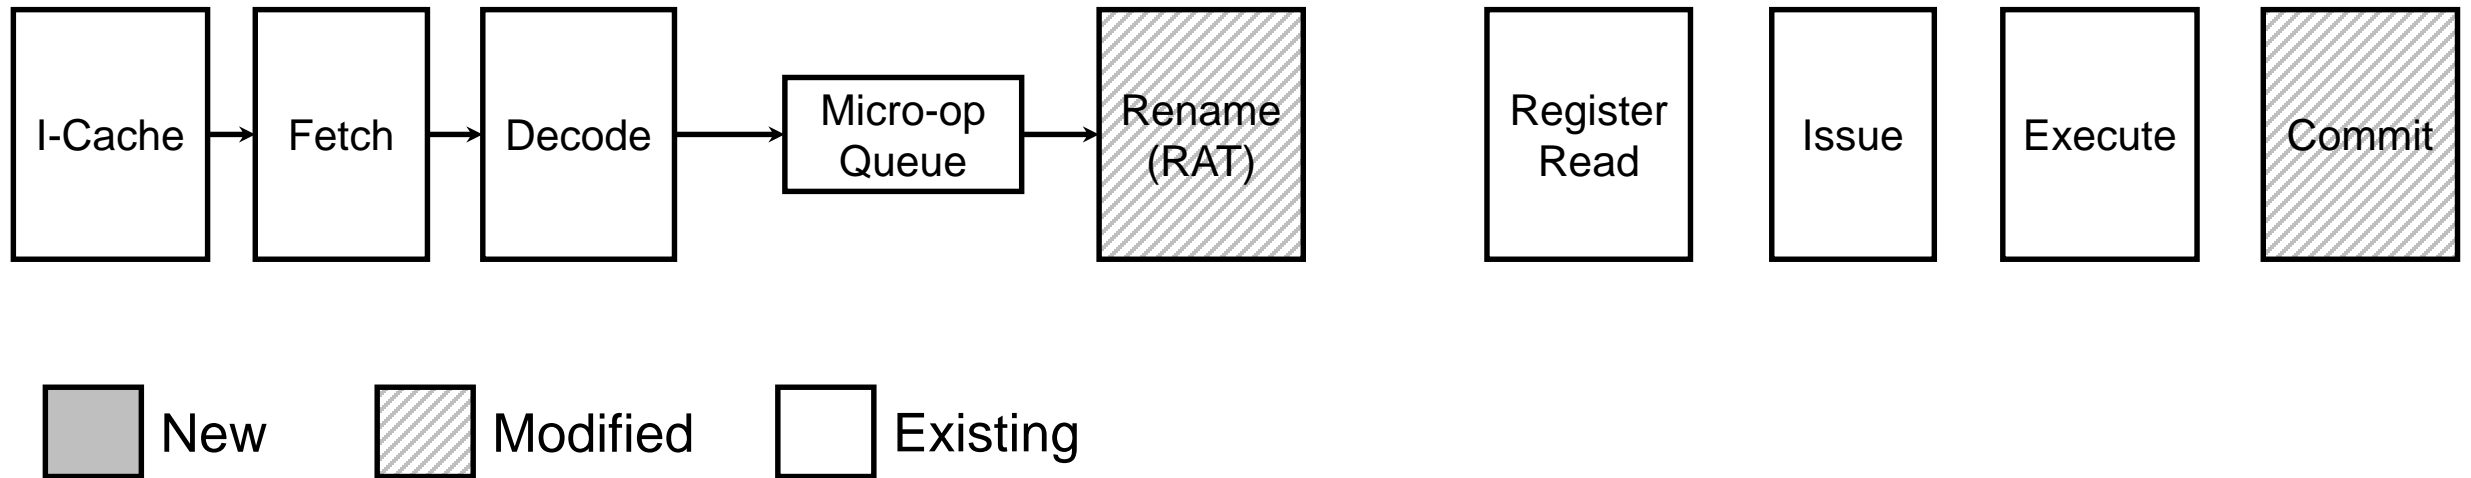 I-Cache
Fetch
Decode
Micro-op
Queue
Rename
(RAT)
Register
Read
Issue
Execute
Commit
New
Modified
Existing